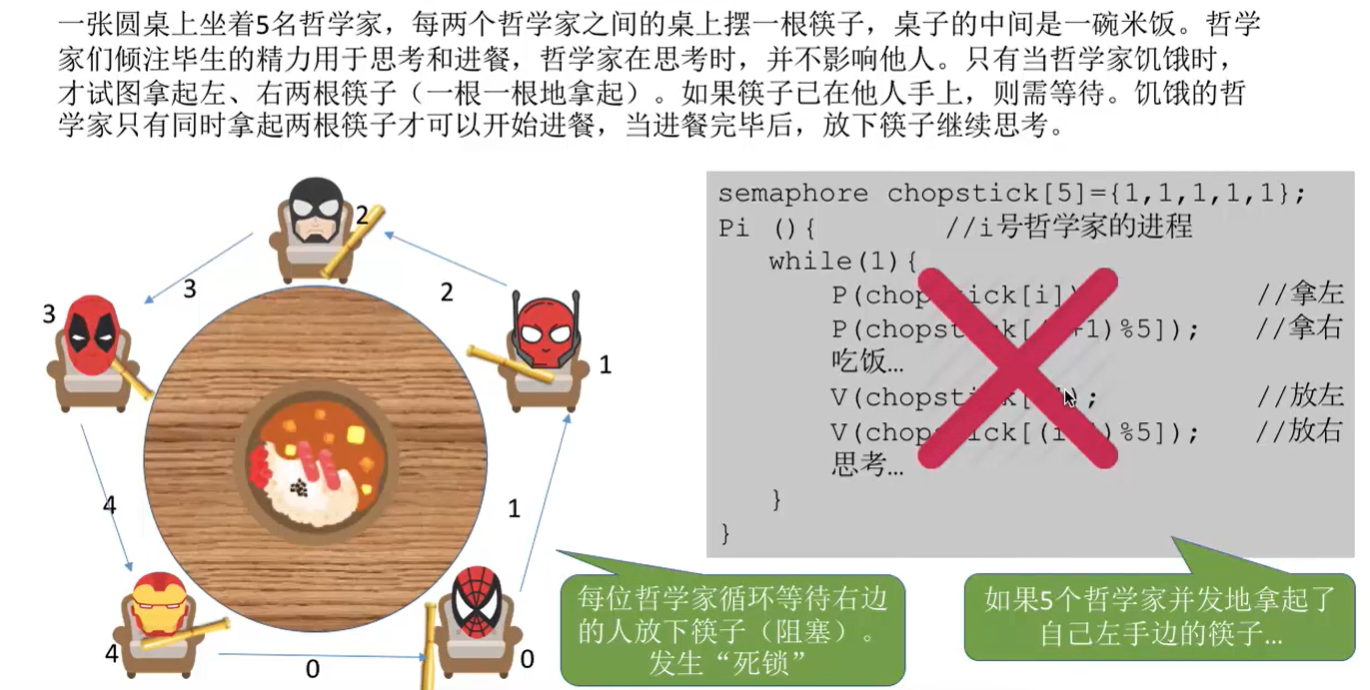 一张圆桌上坐着5名哲学家，每两个哲学家之间的桌上摆一根筷子，桌子的中间是一碗米饭。哲学
家们倾注毕生的精力用于思考和进餐，哲学家在思考时，并不影响他人。只有当哲学家饥饿时，
才试图拿起左、右两根筷子（一根一根地拿起）。如果筷子已在他人手上，则需等待。饥饿的哲
学家只有同时拿起两根筷子才可以开始进餐，当进餐完毕后，放下筷子继续思考。
2
3
2
3
1
4
1
4
0
0
semaphore chopstick[5]={1,1,1,1,1};
Pi (){ //i号哲学家的进程
while(1){
P(chop ick[i]) //拿左
P(chopst k[ +1)%5]); //拿右
吃饭…
V(chopst k[ ; //放左
V(chop ick[(i )%5]); //放右
思考…
}
}
每位哲学家循环等待右边
的人放下筷子（阻塞）。
发生“死锁”
如果5个哲学家并发地拿起了
自己左手边的筷子…